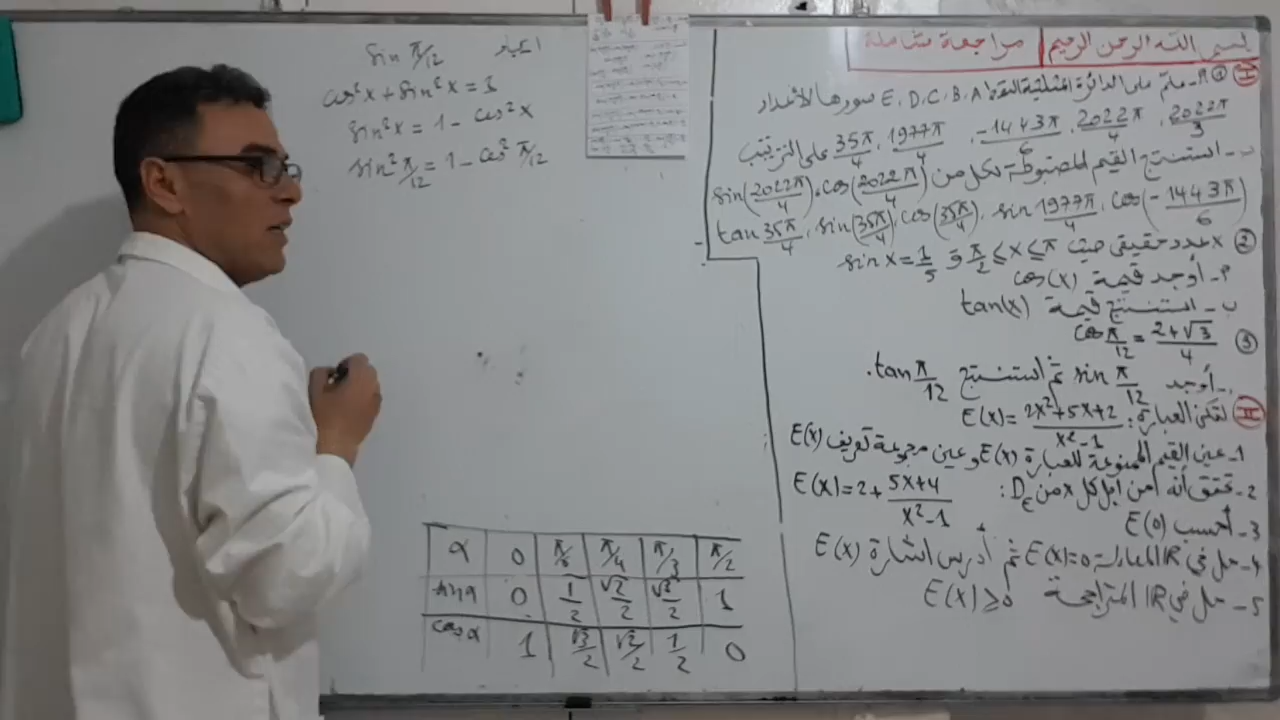 بسم الله الرحمن الرحيم | مراجعة شاملة
I ① أ- علم على الدائرة المثلثية النقط E، D، C، B، A صورها الأعداد
2022π/3، 2022π/4، -1443π/6، 1977π/4، 35π/4 على الترتيب
ب- استنتج القيم المضبوطة لكل من sin(2022π/4)، cos(2022π/4)
tan 35π/4، sin(35π/4)، cos(35π/4)، sin 1977π/4، cos(-1443π/6)
② x عدد حقيقي حيث π/2 ≤ x ≤ π و sin x = 1/5
أ- أوجد قيمة cos(x)
ب- استنتج قيمة tan(x)
③ cos π/12 = 2+√3/4
- أوجد sin π/12 ثم استنتج tan π/12.
II لتكن العبارة: E(x) = 2x²+5x+2/x²-1
1- عين القيم الممنوعة للعبارة E(x) وعين مجموعة تعريف E(x)
2- تحقق أنه من أجل كل x من D_E: E(x) = 2 + 5x+4/x²-1
3- أحسب E(0)
4- حل في IR المعادلة E(x)=0 ثم أدرس اشارة E(x)
5- حل في IR المتراجحة E(x) ≥ 0
sin π/12
cos²x + sin²x = 1
sin²x = 1 - cos²x
sin² π/12 = 1 - cos² π/12
α 0 π/6 π/4 π/3 π/2
sin α 0 1/2 √2/2 √3/2 1
cos α 1 √3/2 √2/2 1/2 0